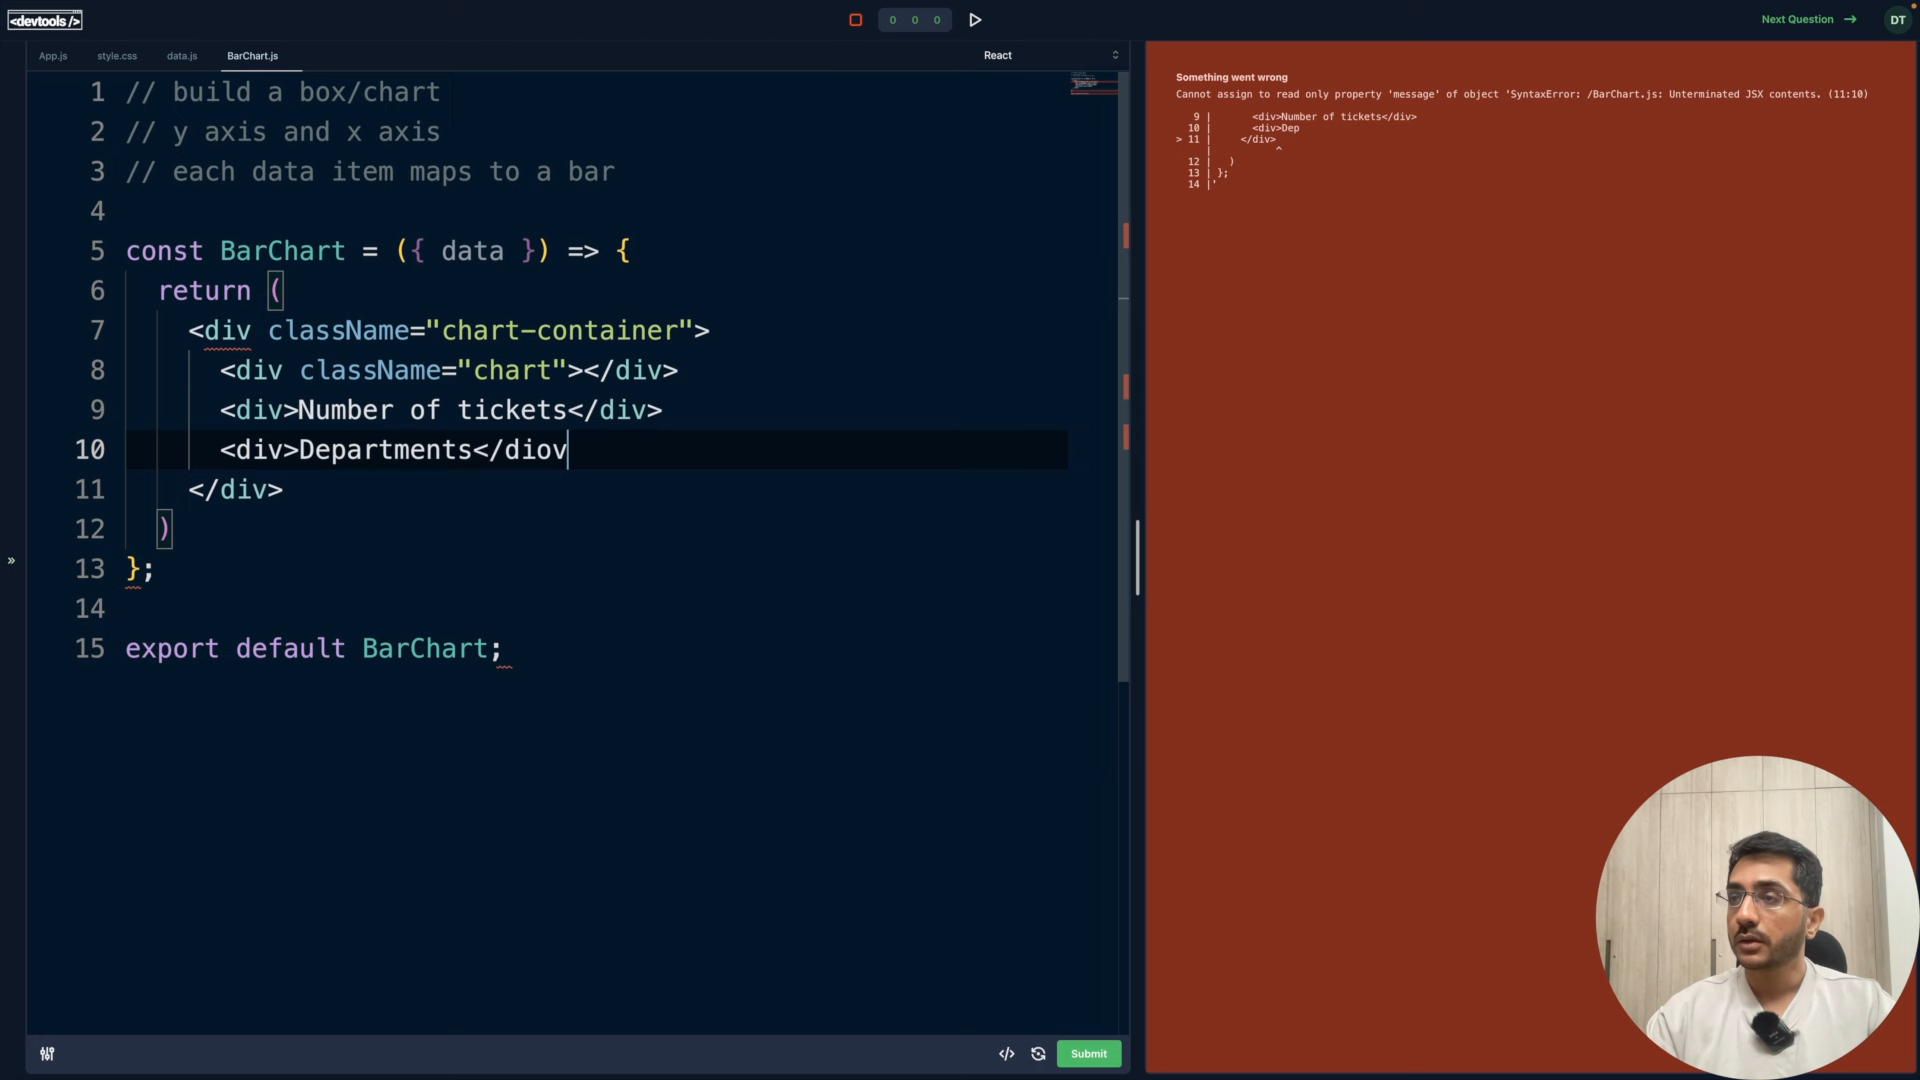 <devtools />
0 0 0
Next Question →
DT
App.js
style.css
data.js
BarChart.js
React
1 // build a box/chart
2 // y axis and x axis
3 // each data item maps to a bar
4
5 const BarChart = ({ data }) => {
6 return (
7 <div className="chart-container">
8 <div className="chart"></div>
9 <div>Number of tickets</div>
10 <div>Departments</diov
11 </div>
12 )
13 };
14
15 export default BarChart;
Submit
Something went wrong
Cannot assign to read only property 'message' of object 'SyntaxError: /BarChart.js: Unterminated JSX contents. (11:10)
9 | <div>Number of tickets</div>
10 | <div>Dep
> 11 | </div>
| ^
12 | )
13 | };
14 |'